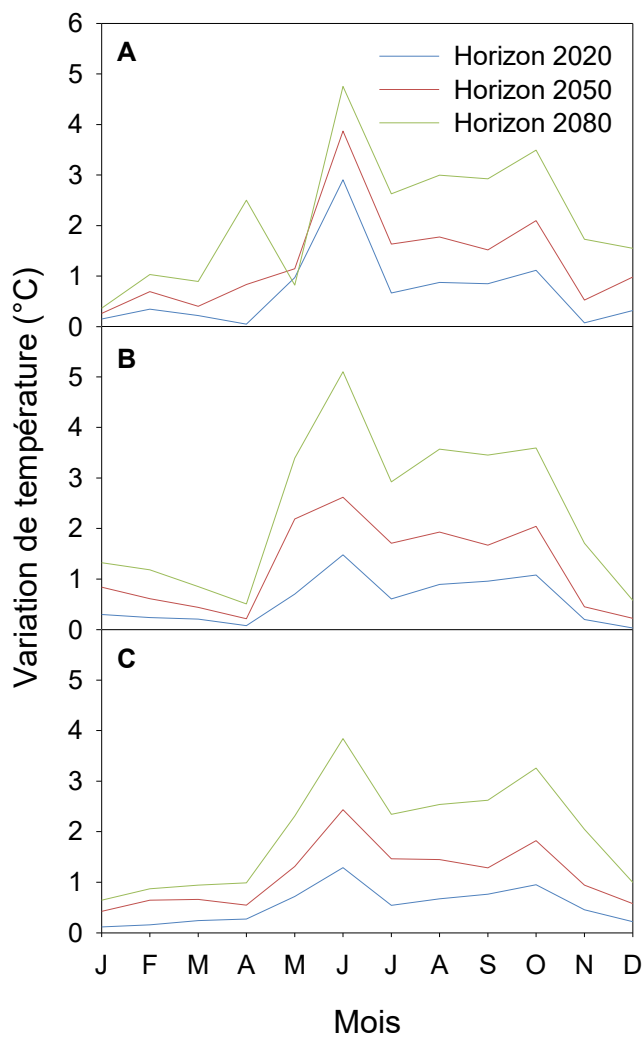 Variation de température (°C)
6
A
Horizon 2020
5
Horizon 2050
4
Horizon 2080
3
2
1
0
B
5
4
3
2
1
0
C
5
4
3
2
1
0
J F M A M J J A S O N D
Mois